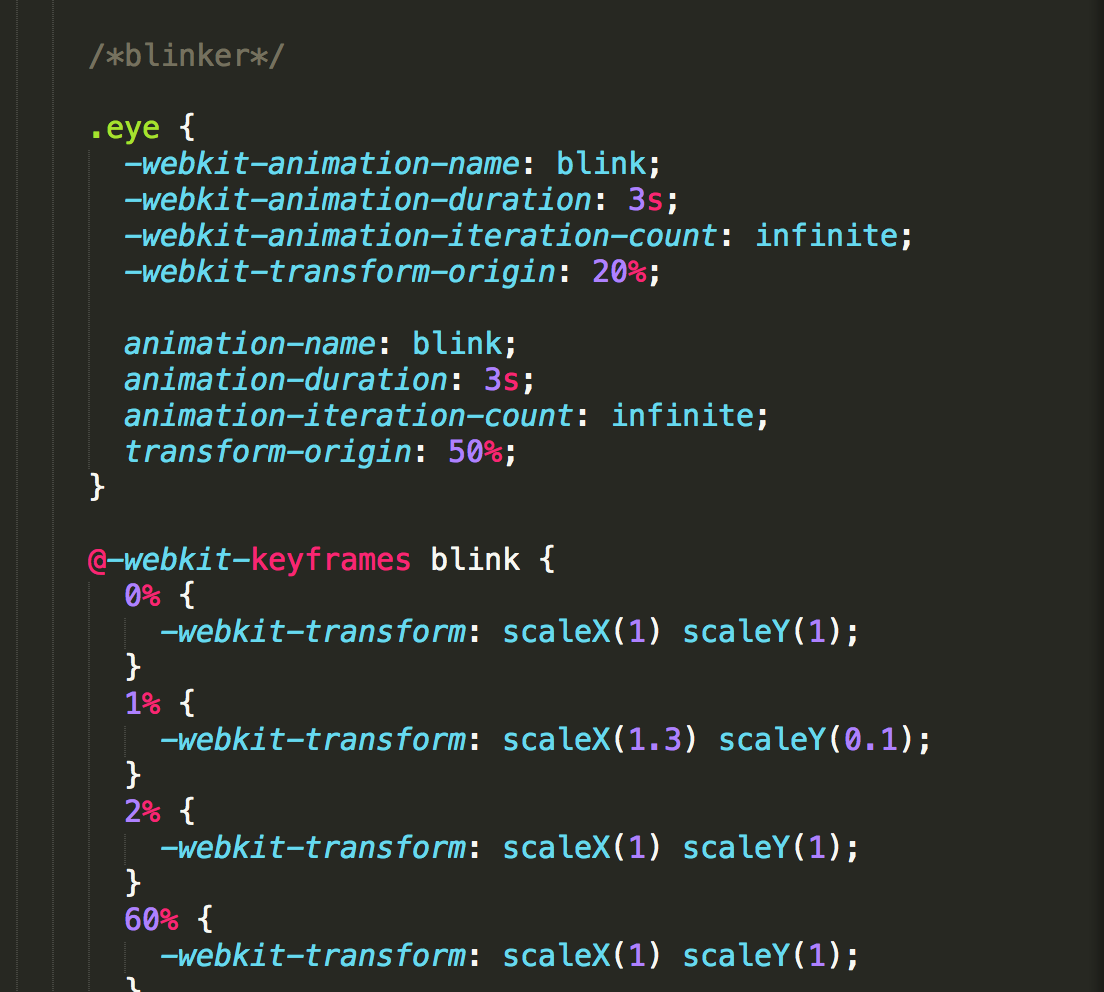 /*blinker*/
.eye {
-webkit-animation-name: blink;
-webkit-animation-duration: 3s;
-webkit-animation-iteration-count: infinite;
-webkit-transform-origin: 20%;
animation-name: blink;
animation-duration: 3s;
animation-iteration-count: infinite;
transform-origin: 50%;
}
@-webkit-keyframes blink {
0% {
-webkit-transform: scaleX(1) scaleY(1);
}
1% {
-webkit-transform: scaleX(1.3) scaleY(0.1);
}
2% {
-webkit-transform: scaleX(1) scaleY(1);
}
60% {
-webkit-transform: scaleX(1) scaleY(1);
}